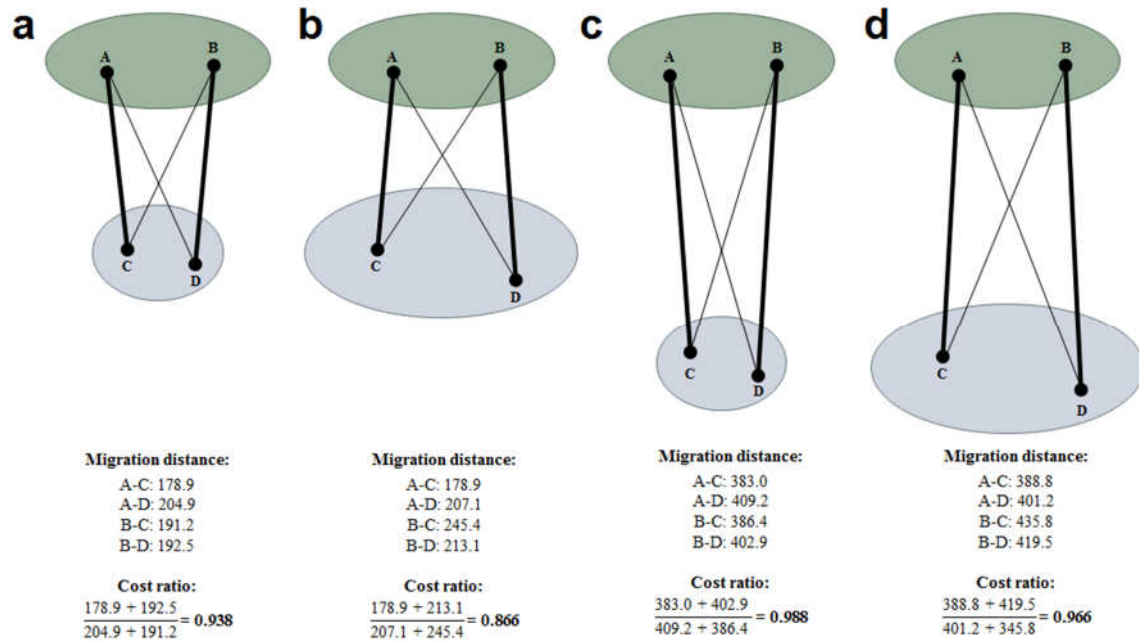 a
b
c
d
A
B
C
D
A
B
C
D
A
B
C
D
A
B
C
D
Migration distance:
A-C: 178.9
A-D: 204.9
B-C: 191.2
B-D: 192.5
Cost ratio:
178.9 + 192.5
204.9 + 191.2
= 0.938
Migration distance:
A-C: 178.9
A-D: 207.1
B-C: 245.4
B-D: 213.1
Cost ratio:
178.9 + 213.1
207.1 + 245.4
= 0.866
Migration distance:
A-C: 383.0
A-D: 409.2
B-C: 386.4
B-D: 402.9
Cost ratio:
383.0 + 402.9
409.2 + 386.4
= 0.988
Migration distance:
A-C: 388.8
A-D: 401.2
B-C: 435.8
B-D: 419.5
Cost ratio:
388.8 + 419.5
401.2 + 345.8
= 0.966